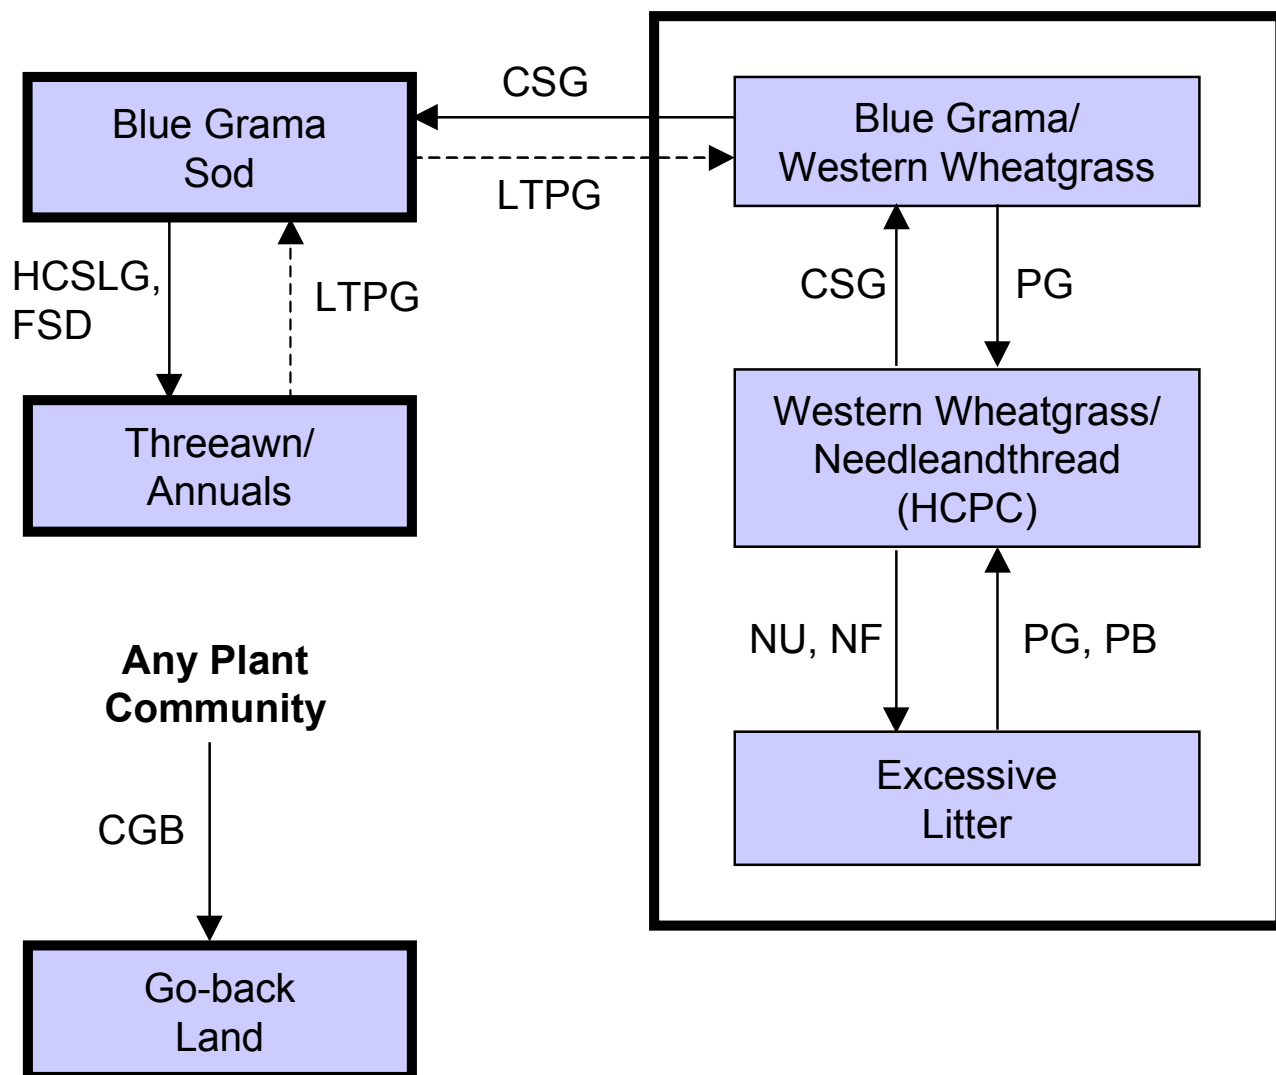 CSG
Blue Grama
Sod
Blue Grama/
Western Wheatgrass
LTPG
HCSLG,
FSD
LTPG
CSG
PG
Threeawn/
Annuals
Western Wheatgrass/
Needleandthread
(HCPC)
NU, NF
PG, PB
Any Plant
Community
CGB
Excessive
Litter
Go-back
Land